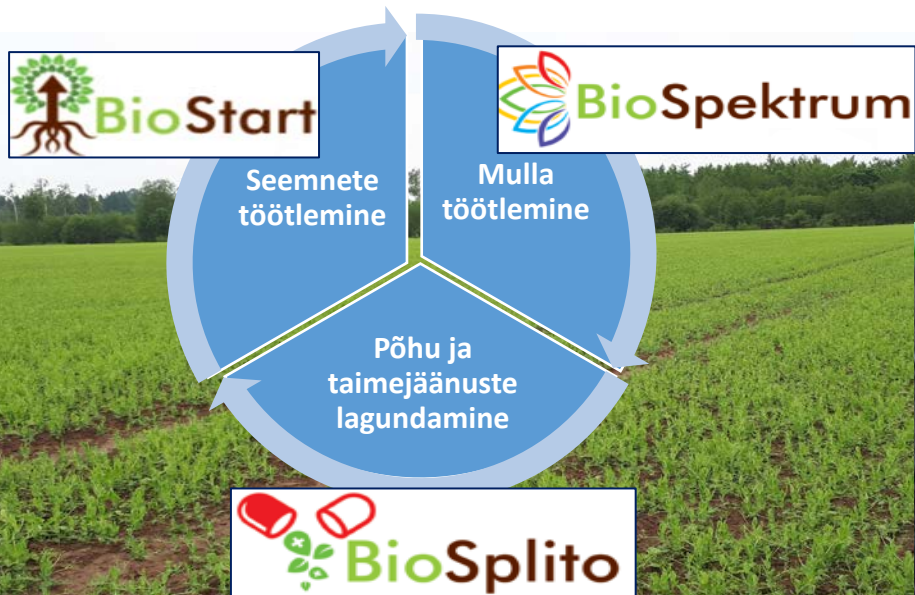 BioStart
BioSpektrum
Seemnete
töötlemine
Mulla
töötlemine
Põhu ja
taimejäänuste
lagundamine
BioSplito